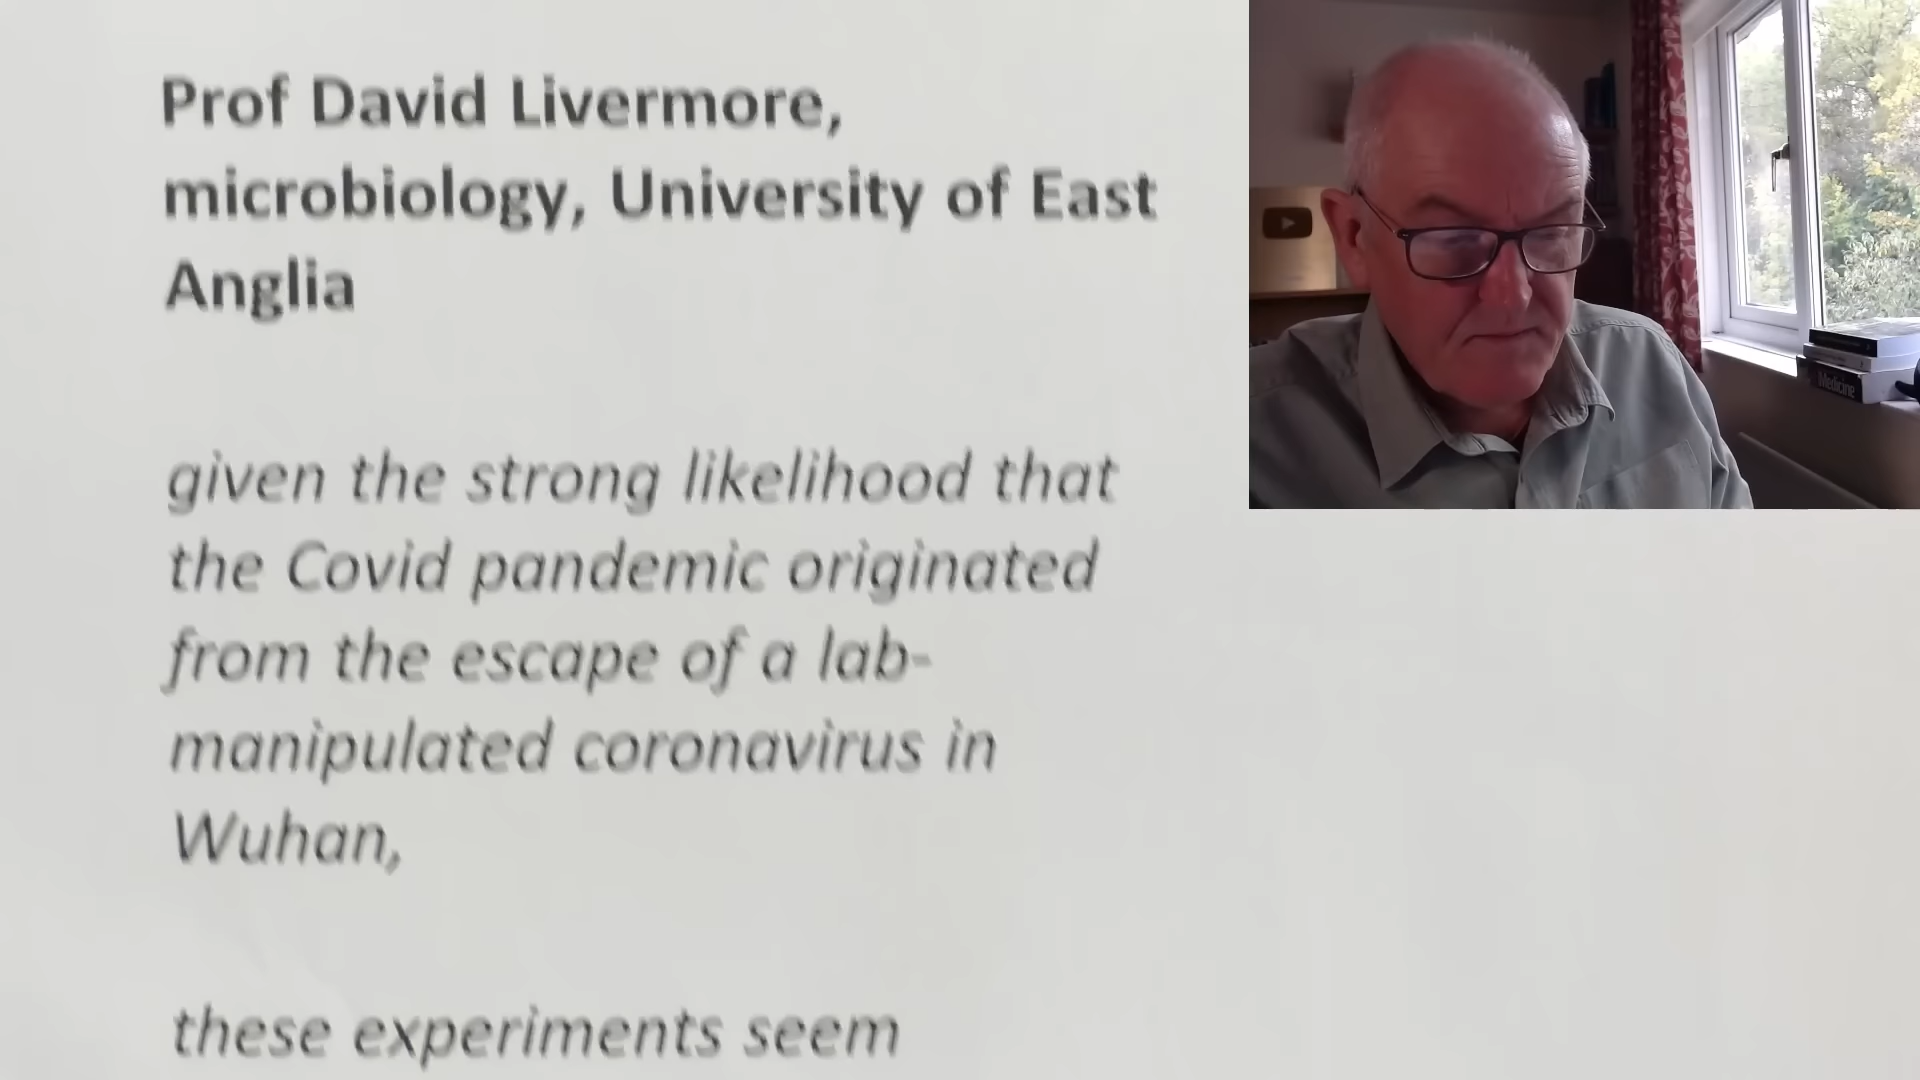 Prof David Livermore,
microbiology, University of East
Anglia
given the strong likelihood that
the Covid pandemic originated
from the escape of a lab-
manipulated coronavirus in
Wuhan,
these experiments seem
Medicine